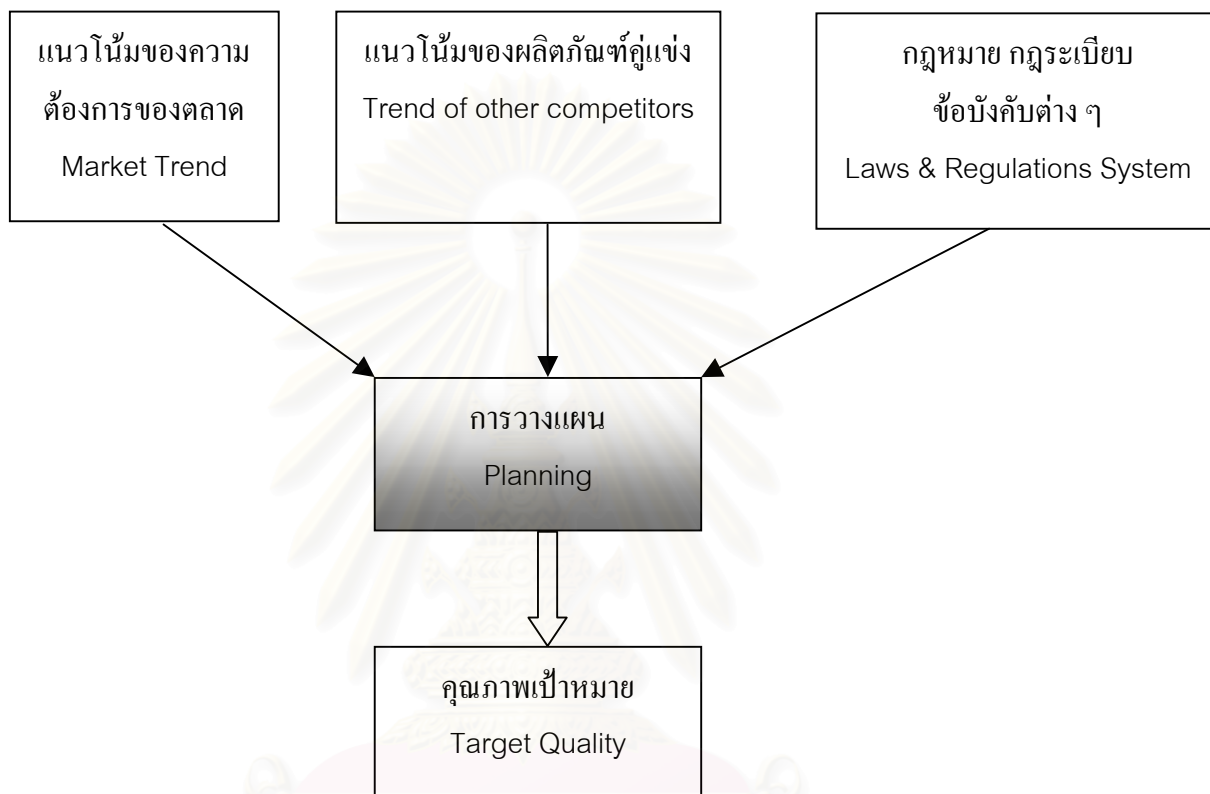 แนวโน้มของความ
ต้องการของตลาด
Market Trend
แนวโน้มของผลิตภัณฑ์คู่แข่ง
Trend of other competitors
กฎหมาย กฎระเบียบ
ข้อบังคับต่าง ๆ
Laws & Regulations System
การวางแผน
Planning
คุณภาพเป้าหมาย
Target Quality